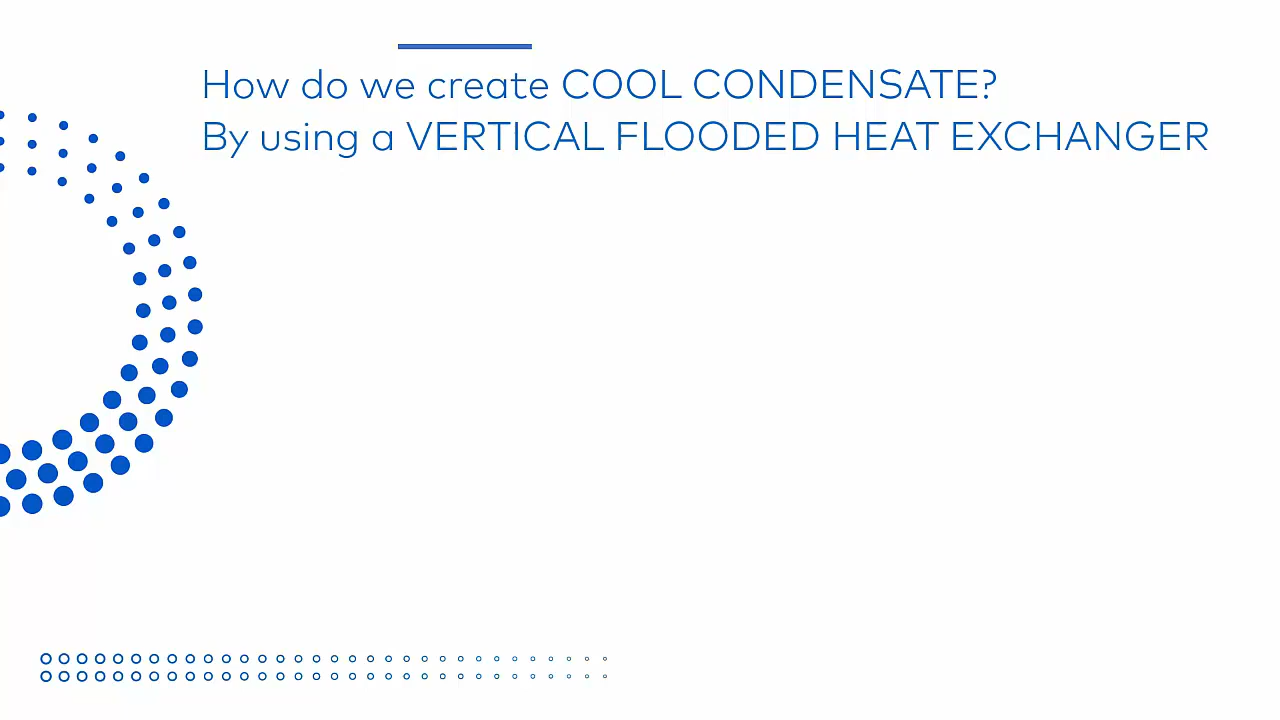 How do we create COOL CONDENSATE?
By using a VERTICAL FLOODED HEAT EXCHANGER